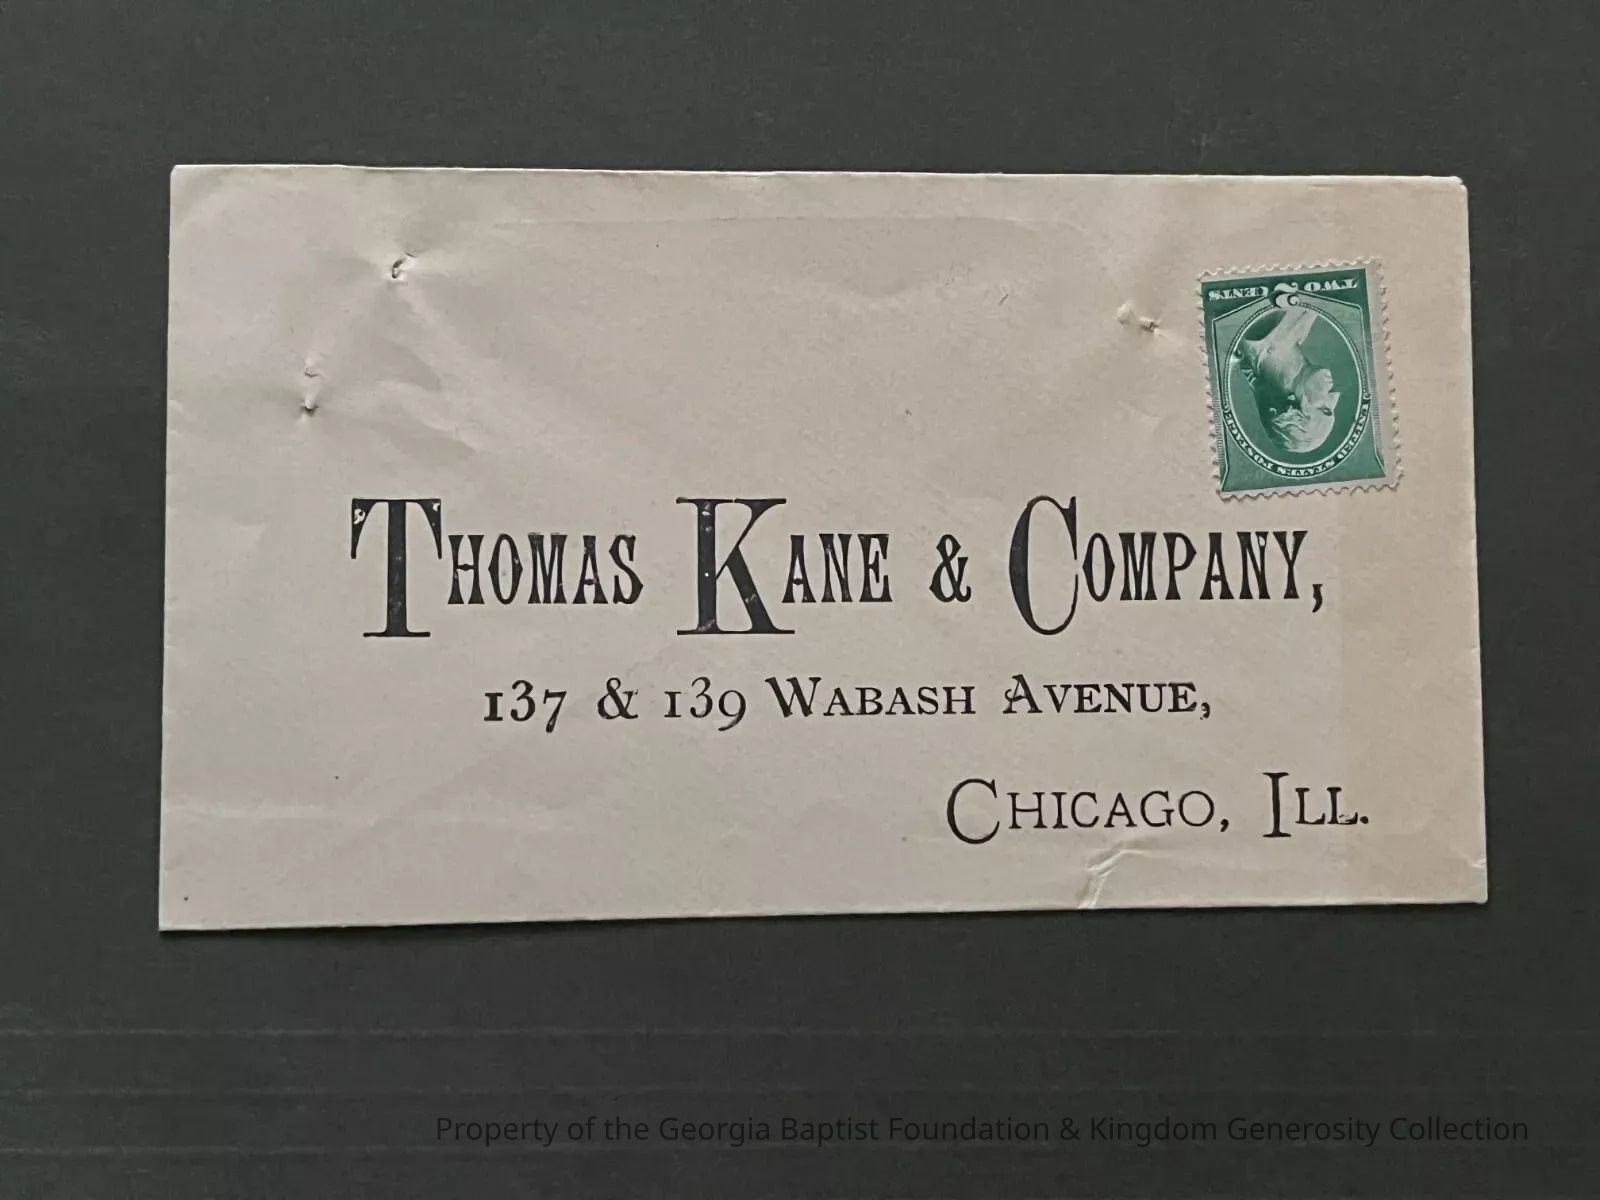 TWO 2 CENTS
UNITED STATES POSTAGE
THOMAS KANE & COMPANY,
137 & 139 WABASH AVENUE,
CHICAGO, ILL.
Property of the Georgia Baptist Foundation & Kingdom Generosity Collection